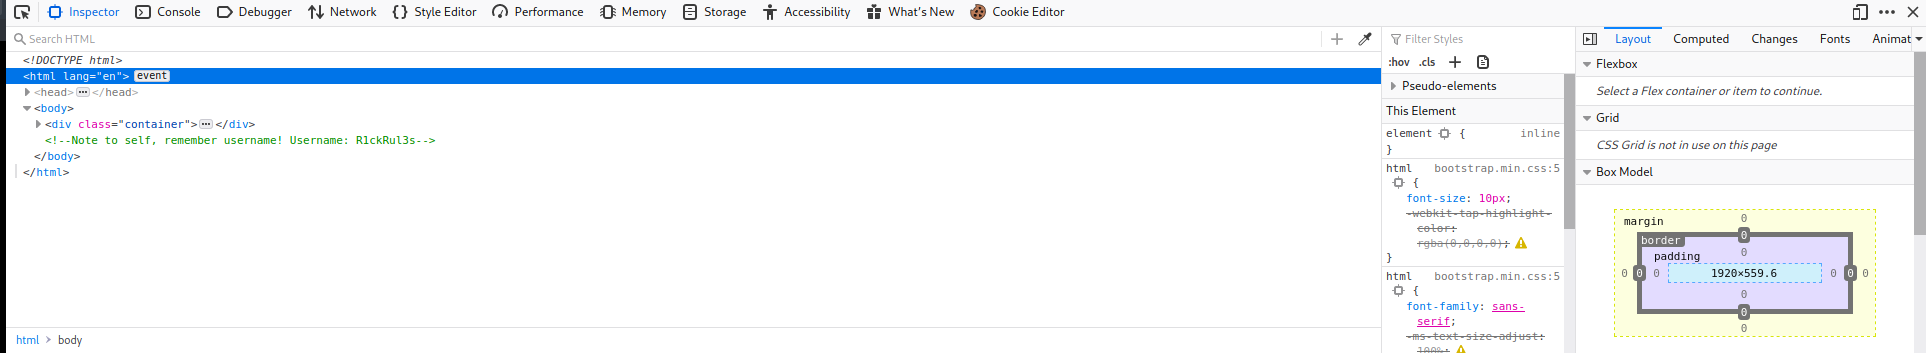 Inspector Console Debugger Network Style Editor Performance Memory Storage Accessibility What's New Cookie Editor
Search HTML
<!DOCTYPE html>
<html lang="en"> event
<head> </head>
<body>
<div class="container"> </div>
<!--Note to self, remember username! Username: R1ckRul3s-->
</body>
</html>
html > body
Filter Styles
:hov .cls +
Pseudo-elements
This Element
element { inline
}
html bootstrap.min.css:5
{
font-size: 10px;
-webkit-tap-highlight-
color:
rgba(0,0,0,0);
}
html bootstrap.min.css:5
{
font-family: sans-
serif;
-ms-text-size-adjust:
100%;
Layout Computed Changes Fonts Animat
Flexbox
Select a Flex container or item to continue.
Grid
CSS Grid is not in use on this page
Box Model
margin 0
border 0
padding 0
0 0 0 1920×559.6 0 0 0
0
0
0